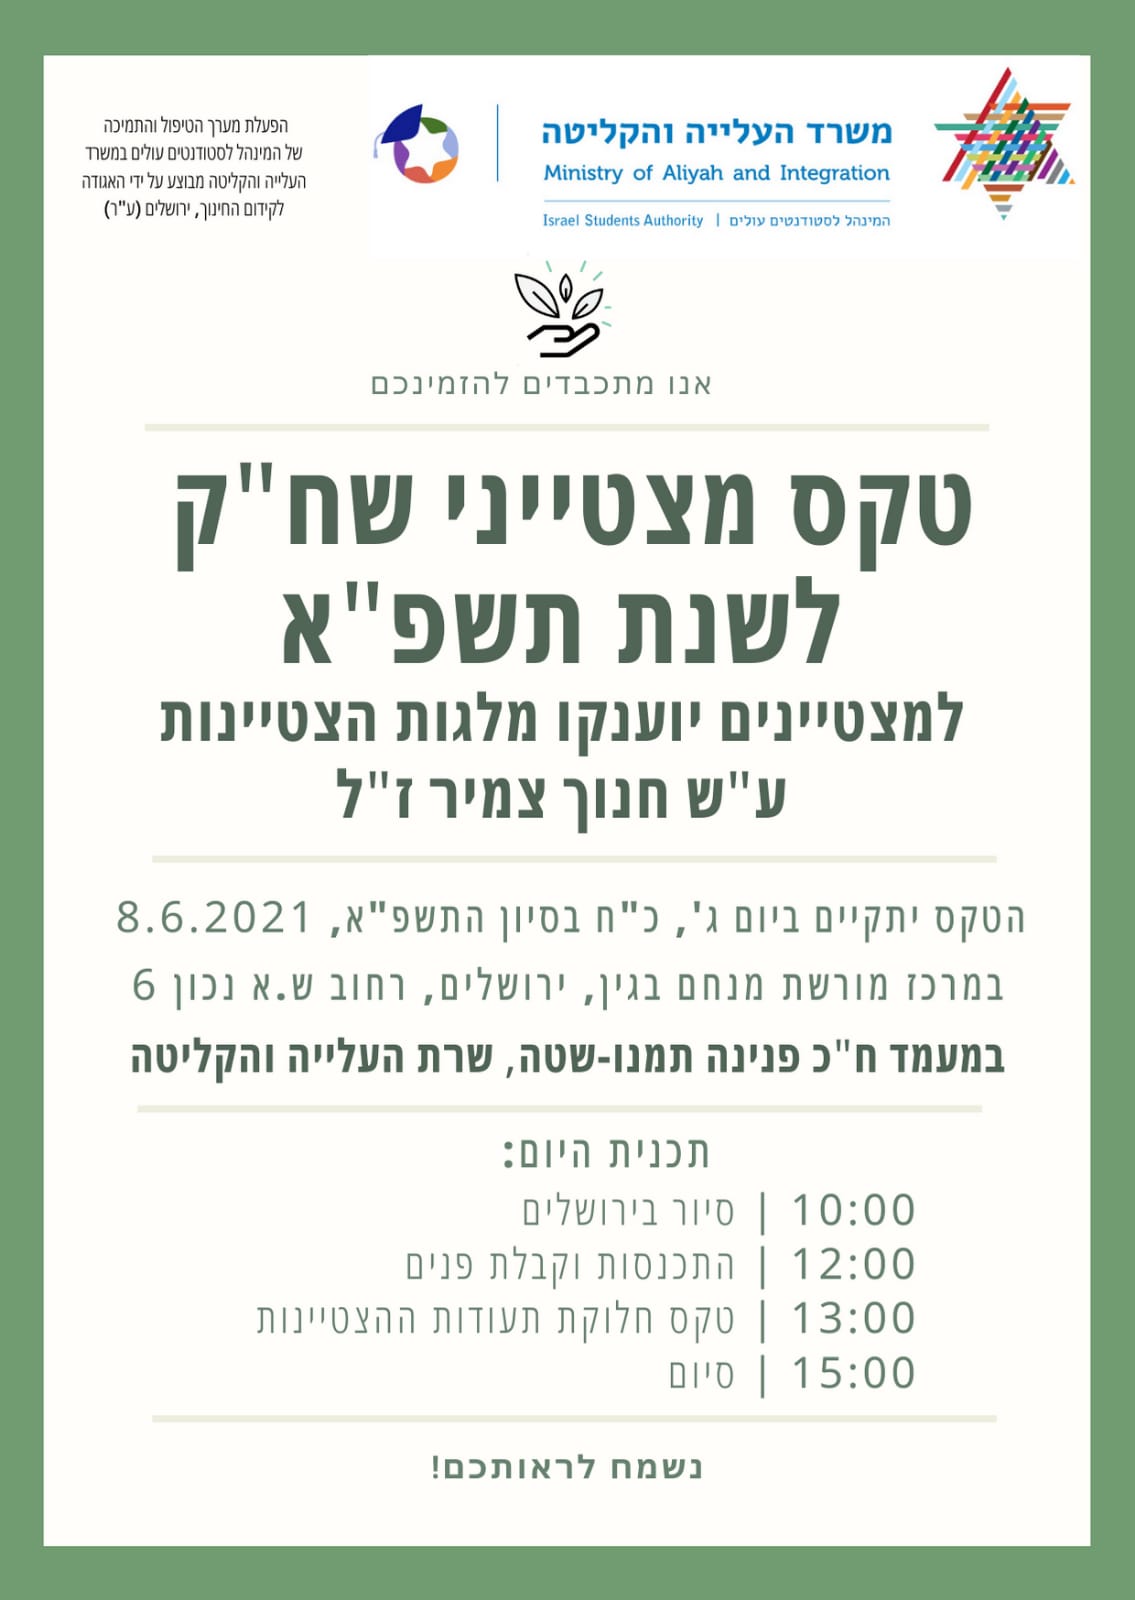 משרד העלייה והקליטה
Ministry of Aliyah and Integration
המינהל לסטודנטים עולים | Israel Students Authority
הפעלת מערך הטיפול והתמיכה
של המינהל לסטודנטים עולים במשרד
העלייה והקליטה מבוצע על ידי האגודה
לקידום החינוך, ירושלים (ע"ר)
אנו מתכבדים להזמינכם
טקס מצטייני שח"ק
לשנת תשפ"א
למצטיינים יוענקו מלגות הצטיינות
ע"ש חנוך צמיר ז"ל
הטקס יתקיים ביום ג', כ"ח בסיון התשפ"א, 8.6.2021
במרכז מורשת מנחם בגין, ירושלים, רחוב ש.א נכון 6
במעמד ח"כ פנינה תמנו-שטה, שרת העלייה והקליטה
תכנית היום:
10:00 | סיור בירושלים
12:00 | התכנסות וקבלת פנים
13:00 | טקס חלוקת תעודות ההצטיינות
15:00 | סיום
נשמח לראותכם!